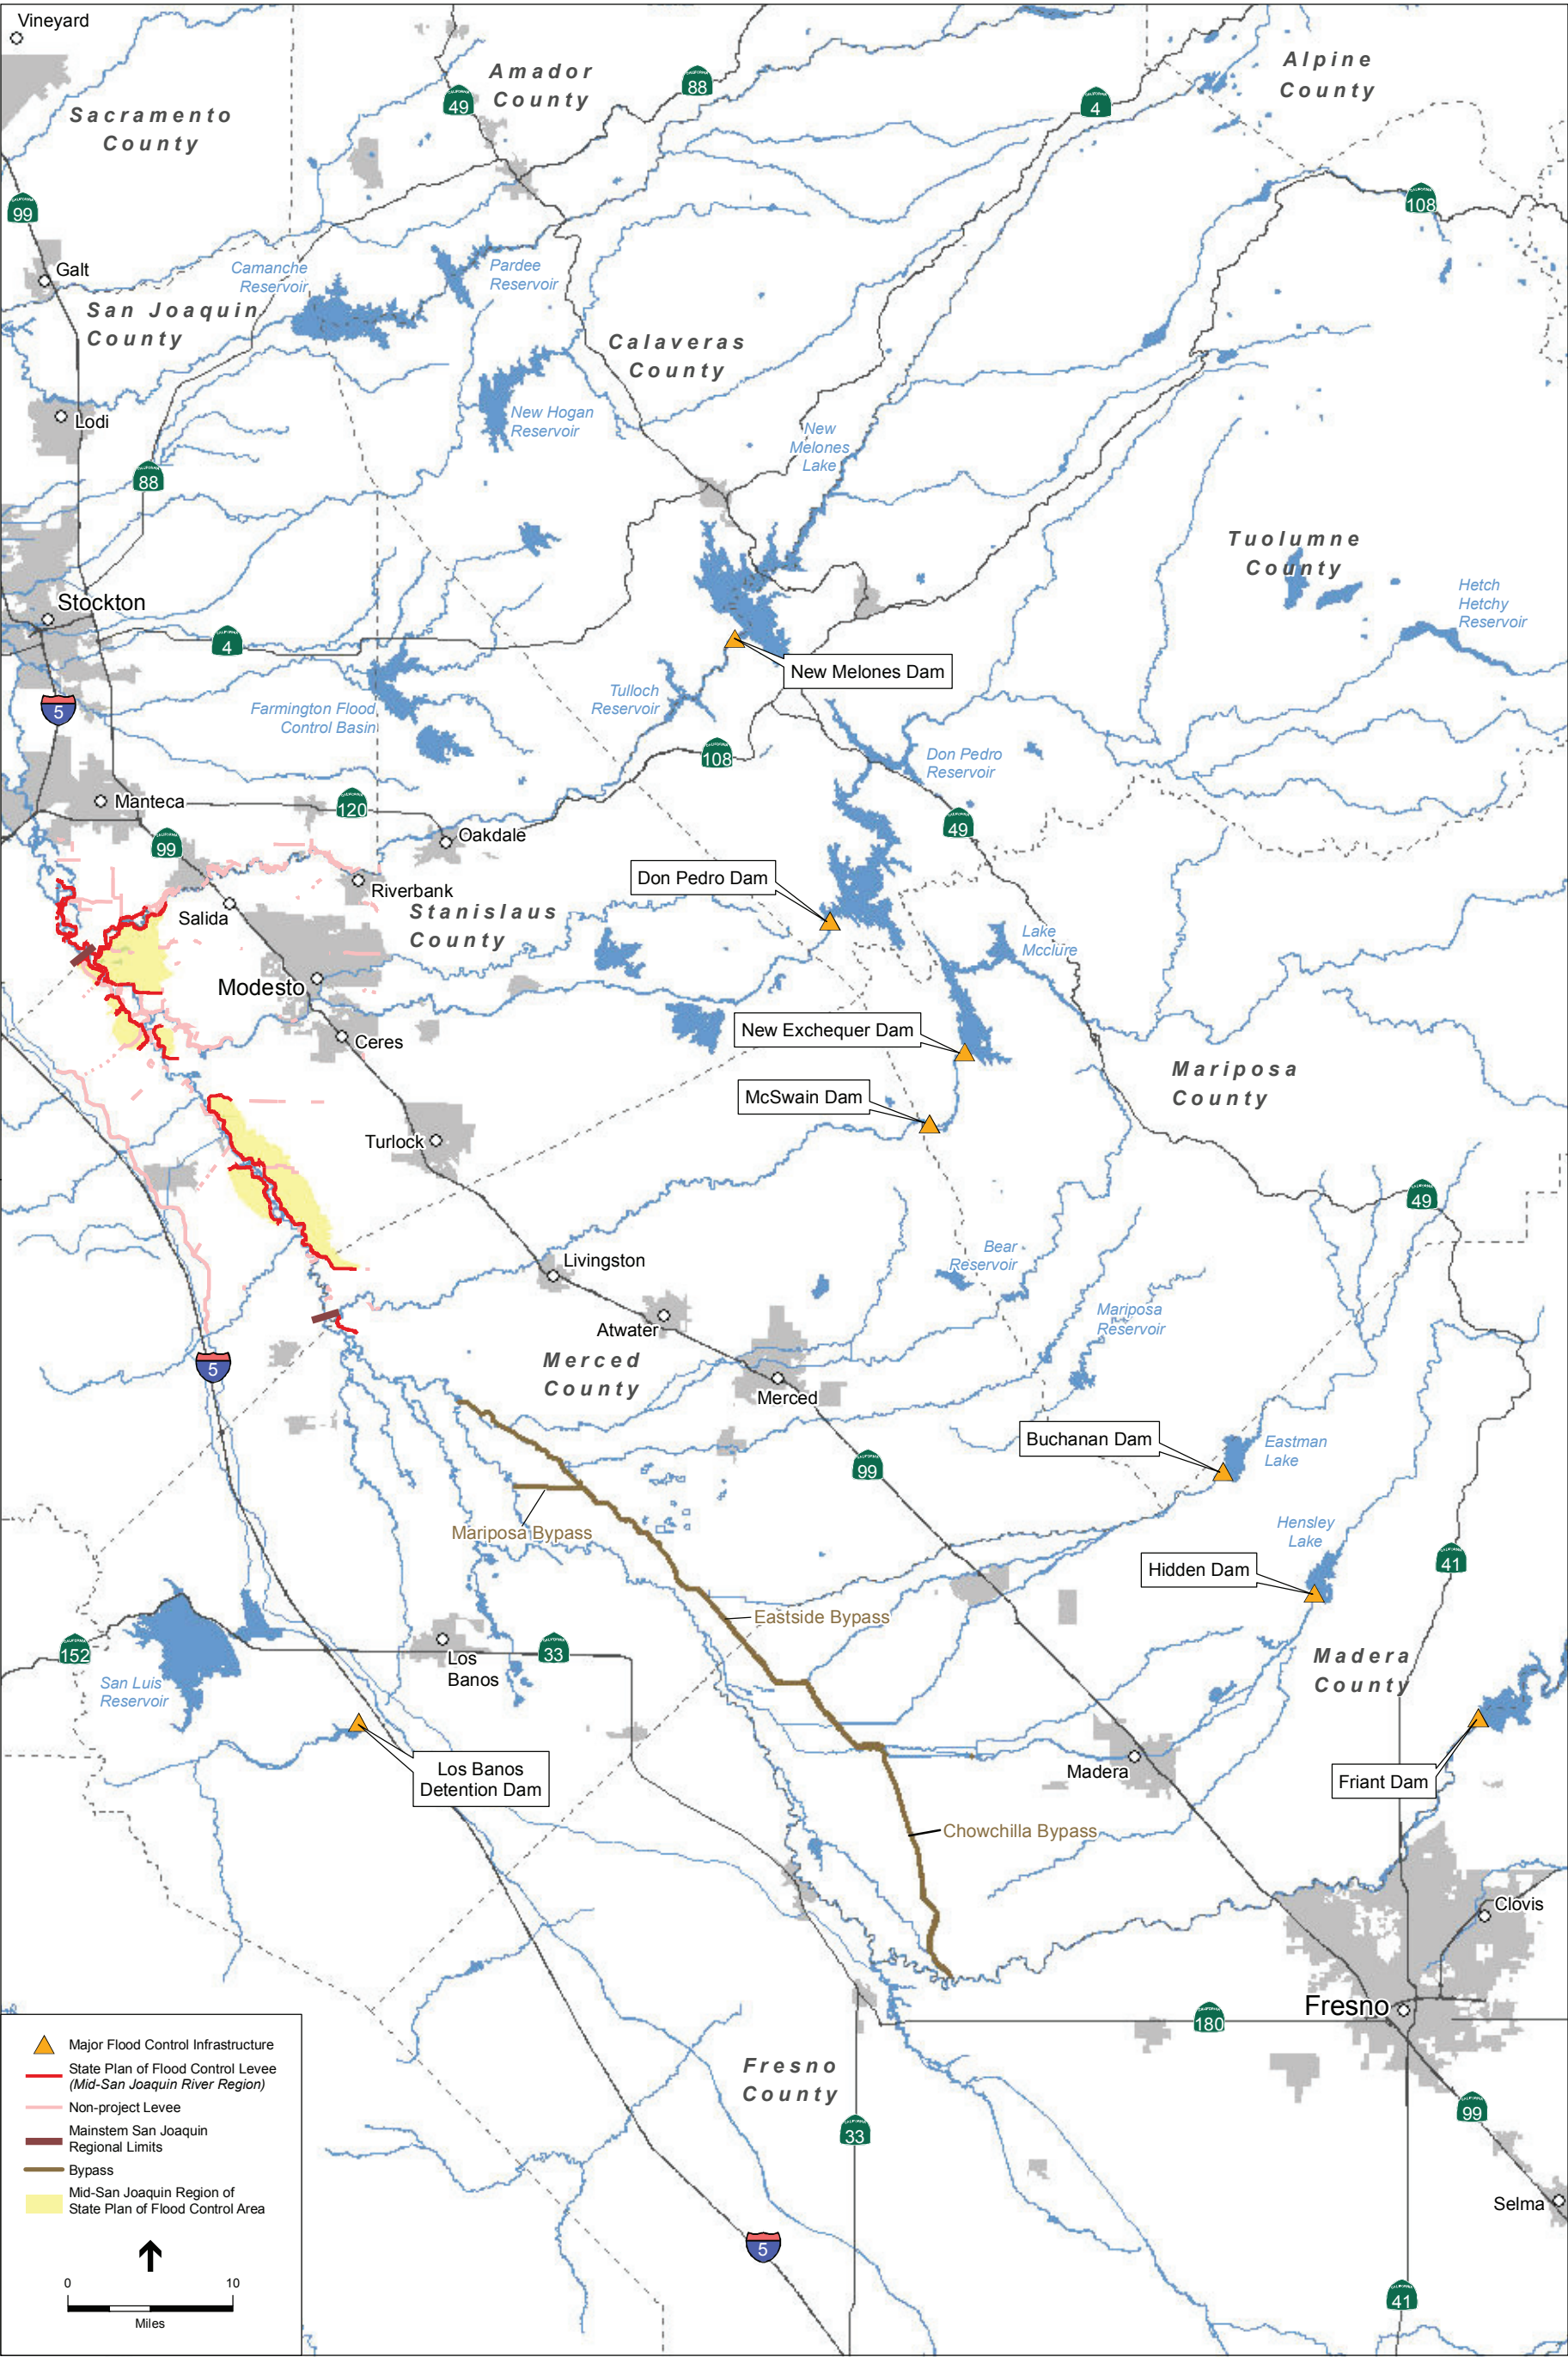 Vineyard
Amador
County
Alpine
County
88
49
4
Sacramento
County
99
108
Galt
Camanche
Reservoir
Pardee
Reservoir
San Joaquin
County
Calaveras
County
New Hogan
Reservoir
Lodi
New
Melones
Lake
88
Tuolumne
County
Hetch
Hetchy
Reservoir
Stockton
4
New Melones Dam
5
Farmington Flood
Control Basin
Tulloch
Reservoir
108
Don Pedro
Reservoir
Manteca
120
49
99
Oakdale
Don Pedro Dam
Riverbank
Salida
Stanislaus
County
Lake
Mcclure
Modesto
New Exchequer Dam
Ceres
Mariposa
County
McSwain Dam
Turlock
49
Livingston
Bear
Reservoir
Mariposa
Reservoir
Atwater
5
Merced
County
Merced
Buchanan Dam
Eastman
Lake
99
Mariposa Bypass
Hensley
Lake
Hidden Dam
41
Eastside Bypass
152
Los
Banos
33
Madera
County
San Luis
Reservoir
Los Banos
Detention Dam
Madera
Friant Dam
Chowchilla Bypass
Clovis
Fresno
180
Fresno
County
99
33
Selma
5
41
Major Flood Control Infrastructure
State Plan of Flood Control Levee
(Mid-San Joaquin River Region)
Non-project Levee
Mainstem San Joaquin
Regional Limits
Bypass
Mid-San Joaquin Region of
State Plan of Flood Control Area
0 10
Miles